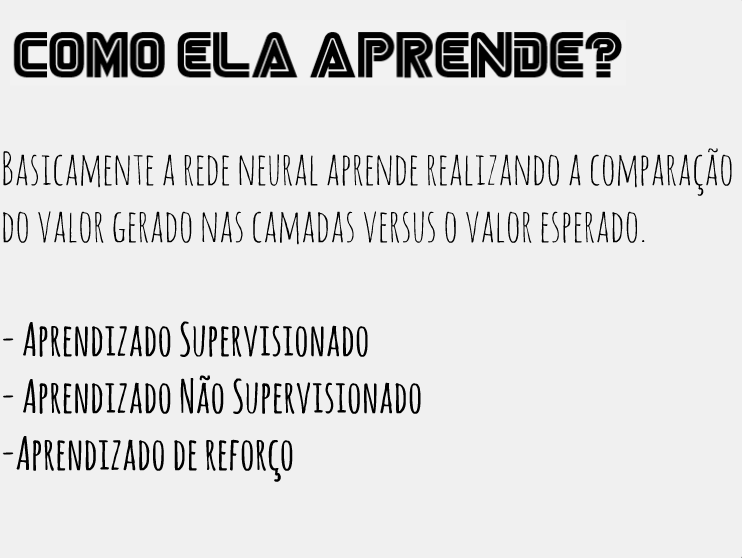 COMO ELA APRENDE?
Basicamente a rede neural aprende realizando a comparação
do valor gerado nas camadas versus o valor esperado.
- Aprendizado Supervisionado
- Aprendizado Não Supervisionado
-Aprendizado de reforço